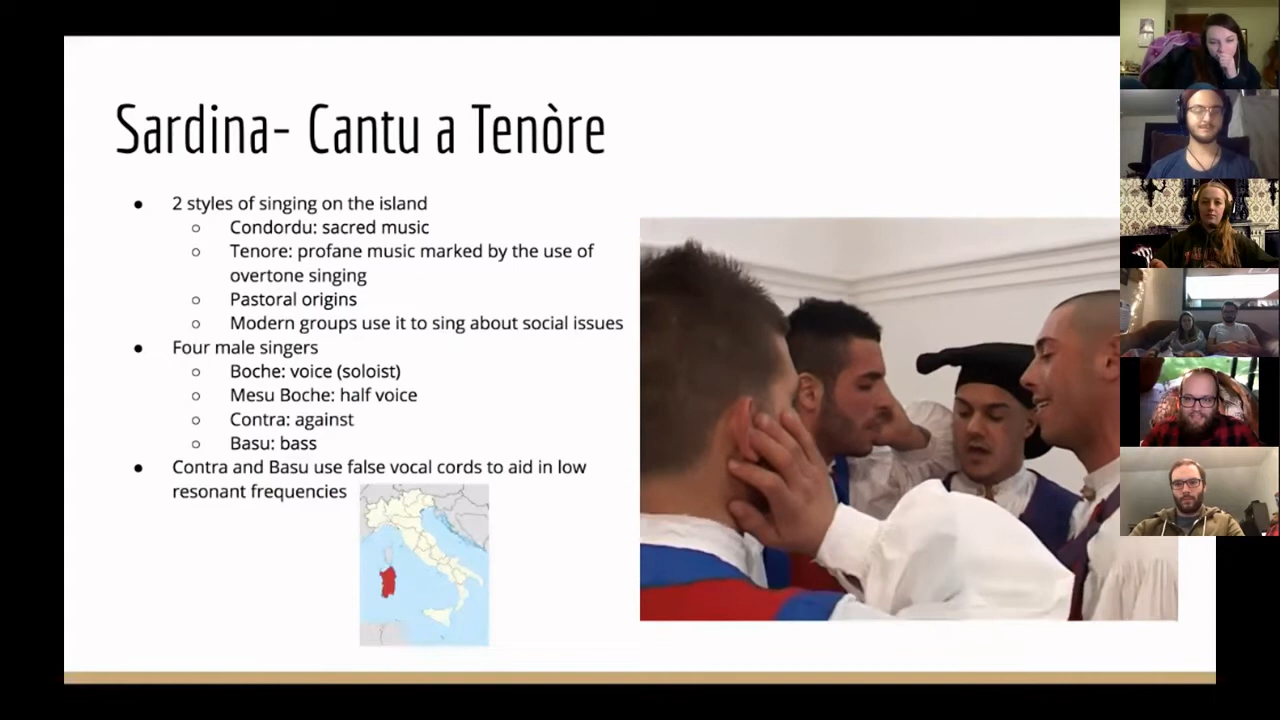 Sardina- Cantu a Tenòre
● 2 styles of singing on the island
○ Condordu: sacred music
○ Tenore: profane music marked by the use of
overtone singing
○ Pastoral origins
○ Modern groups use it to sing about social issues
● Four male singers
○ Boche: voice (soloist)
○ Mesu Boche: half voice
○ Contra: against
○ Basu: bass
● Contra and Basu use false vocal cords to aid in low
resonant frequencies